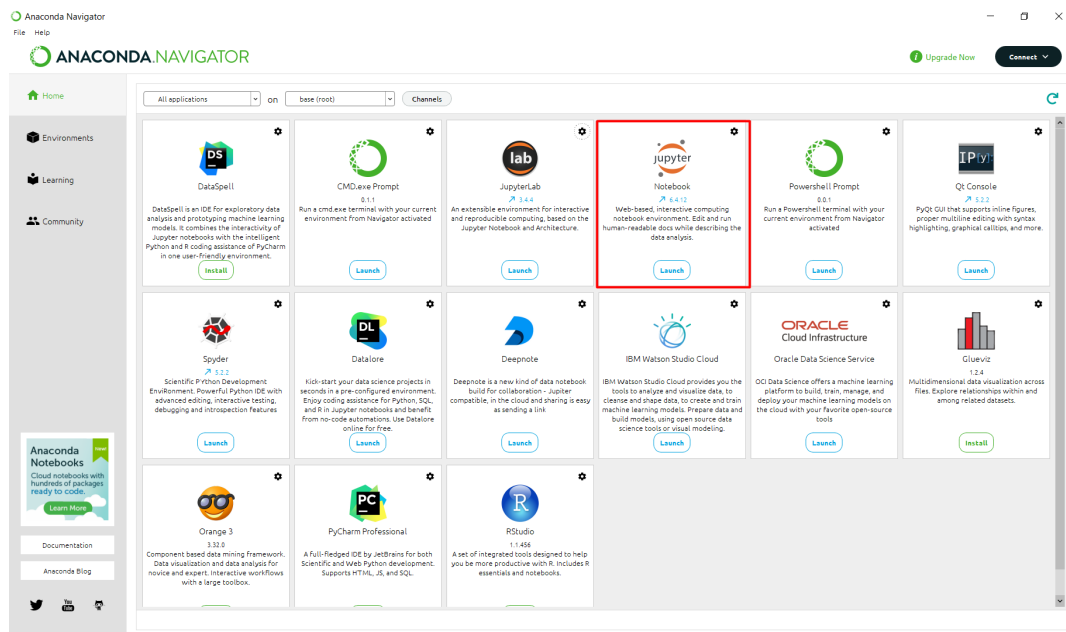 Anaconda Navigator
File Help
ANACONDA.NAVIGATOR
Upgrade Now
Connect
Home
Environments
Learning
Community
All applications
on
base (root)
Channels
DS
DataSpell
DataSpell is an IDE for exploratory data
analysis and prototyping machine learning
models. It combines the interactivity of
Jupyter notebooks with the intelligent
Python and R coding assistance of PyCharm
in one user-friendly environment.
Install
CMD.exe Prompt
0.1.1
Run a cmd.exe terminal with your current
environment from Navigator activated
Launch
lab
JupyterLab
3.4.4
An extensible environment for interactive
and reproducible computing, based on the
Jupyter Notebook and Architecture.
Launch
jupyter
Notebook
6.4.12
Web-based, interactive computing
notebook environment. Edit and run
human-readable docs while describing the
data analysis.
Launch
Powershell Prompt
0.0.1
Run a Powershell terminal with your
current environment from Navigator
activated
Launch
IP[y]:
Qt Console
5.2.2
PyQt GUI that supports inline figures,
proper multiline editing with syntax
highlighting, graphical calltips, and more.
Launch
Spyder
5.2.2
Scientific PYthon Development
EnviRonment. Powerful Python IDE with
advanced editing, interactive testing,
debugging and introspection features
Launch
DL
Datalore
Kick-start your data science projects in
seconds in a pre-configured environment.
Enjoy coding assistance for Python, SQL,
and R in Jupyter notebooks and benefit
from no-code automations. Use Datalore
online for free.
Launch
Deepnote
Deepnote is a new kind of data notebook
build for collaboration - Jupiter
compatible, in the cloud and sharing is easy
as sending a link
Launch
IBM Watson Studio Cloud
IBM Watson Studio Cloud provides you the
tools to analyze and visualize data, to
cleanse and shape data, to create and train
machine learning models. Prepare data and
build models, using open source data
science tools or visual modeling.
Launch
ORACLE
Cloud Infrastructure
Oracle Data Science Service
OCI Data Science offers a machine learning
platform to build, train, manage, and
deploy your machine learning models on
the cloud with your favorite open-source
tools
Launch
Glueviz
1.2.4
Multidimensional data visualization across
files. Explore relationships within and
among related datasets.
Install
Orange 3
3.32.0
Component based data mining framework.
Data visualization and data analysis for
novice and expert. Interactive workflows
with a large toolbox.
PC
PyCharm Professional
A full-fledged IDE by JetBrains for both
Scientific and Web Python development.
Supports HTML, JS, and SQL.
R
RStudio
1.1.456
A set of integrated tools designed to help
you be more productive with R. Includes R
essentials and notebooks.
Anaconda
Notebooks
Cloud notebooks with
hundreds of packages
ready to code.
Learn More
Documentation
Anaconda Blog
You
Tube